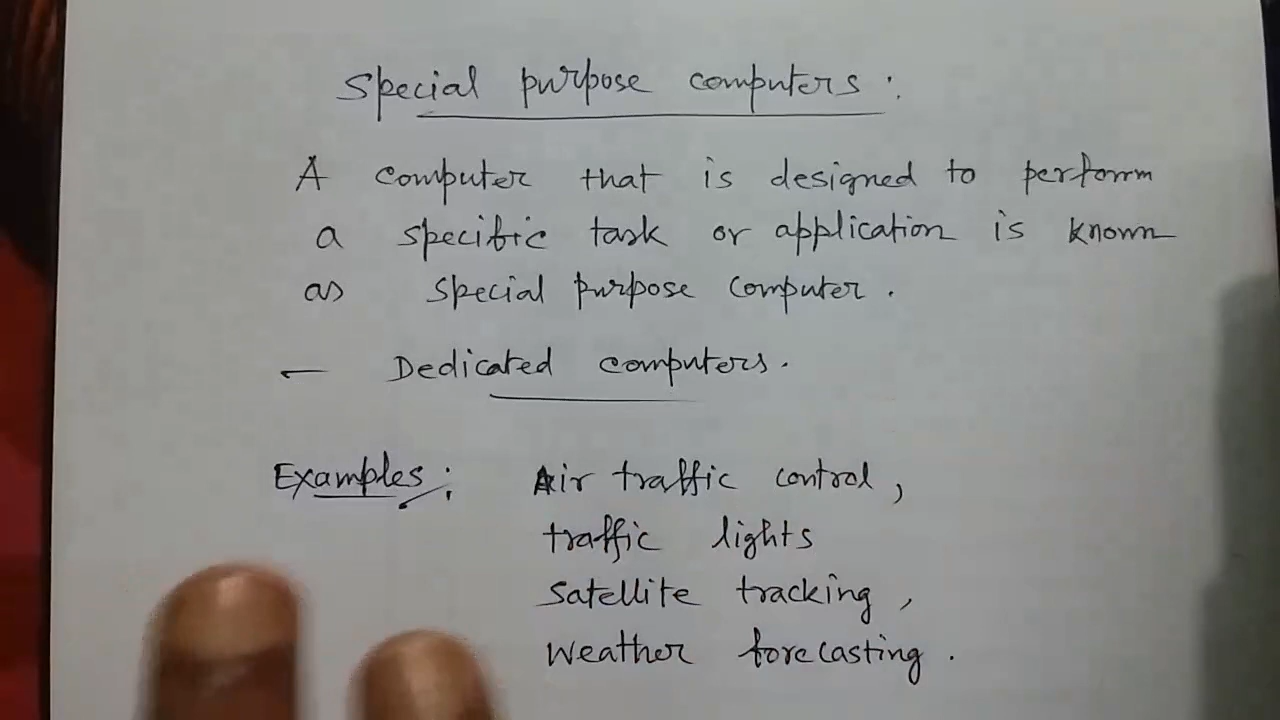 Special purpose computers :
A computer that is designed to perform
a specific task or application is known
as special purpose computer.
– Dedicated computers.
Examples : Air traffic control,
traffic lights
Satellite tracking,
Weather forecasting.